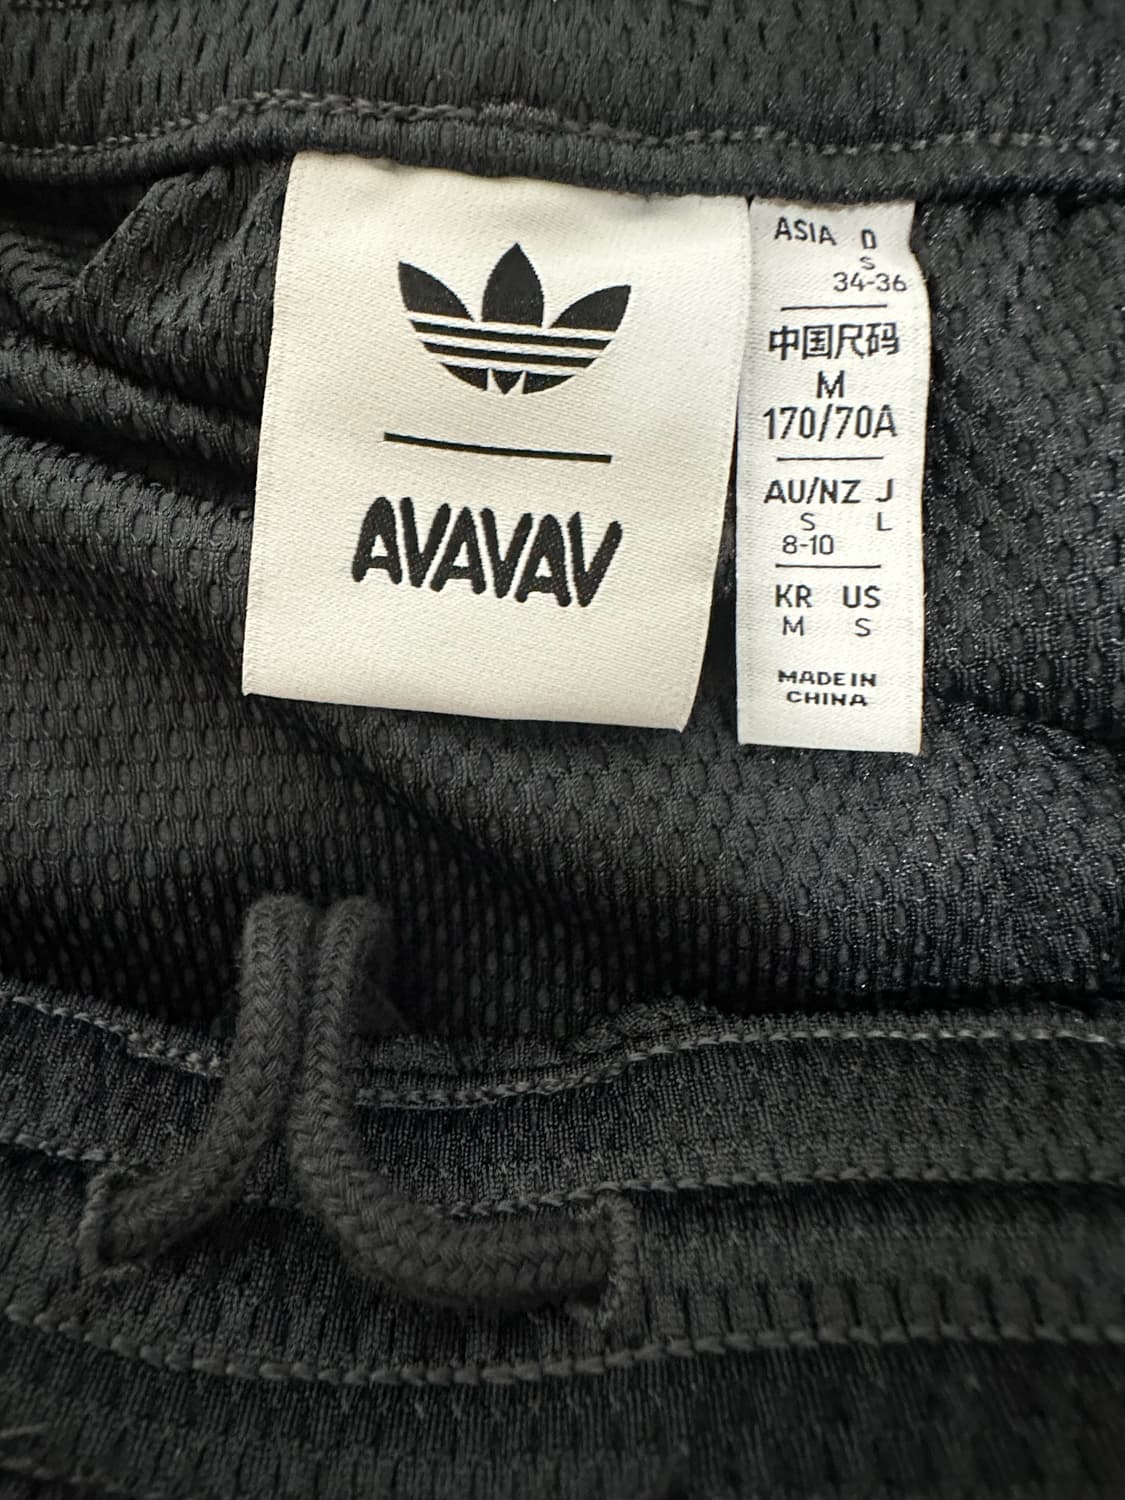 AVAVAV
ASIA D
S
34-36
中国尺码
M
170/70A
AU/NZ J
S L
8-10
KR US
M S
MADE IN
CHINA